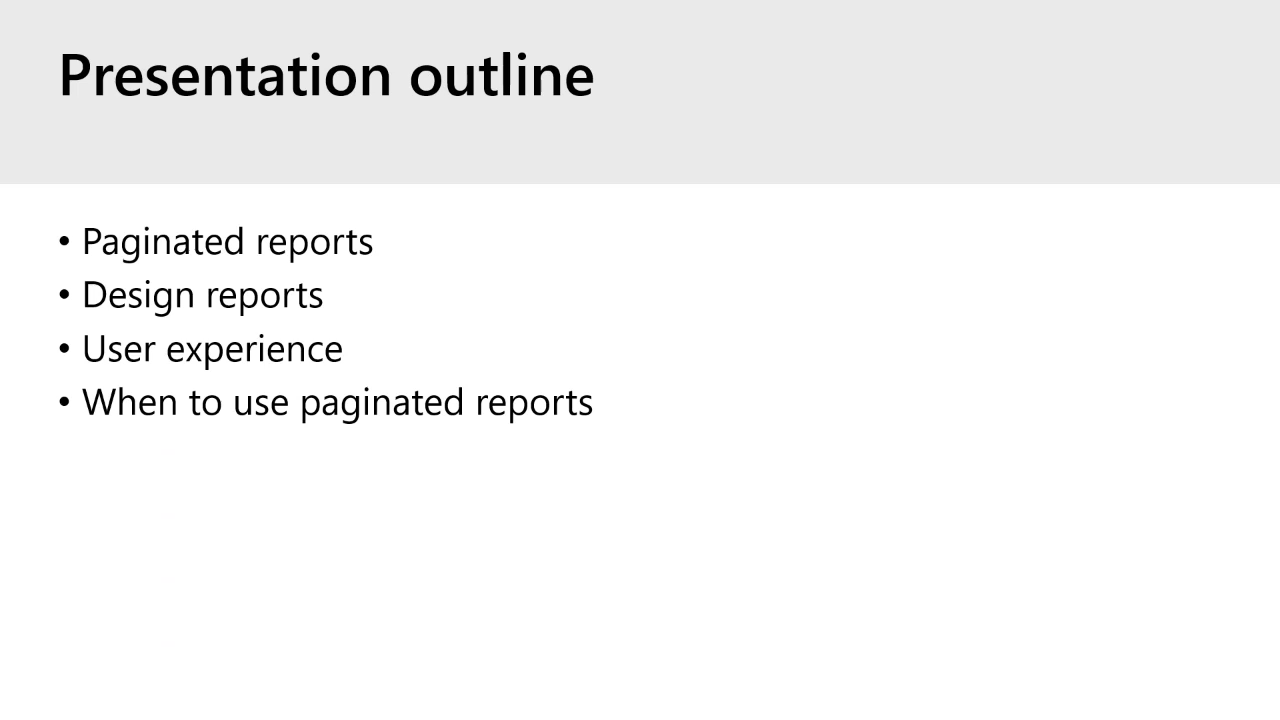 Presentation outline
• Paginated reports
• Design reports
• User experience
• When to use paginated reports